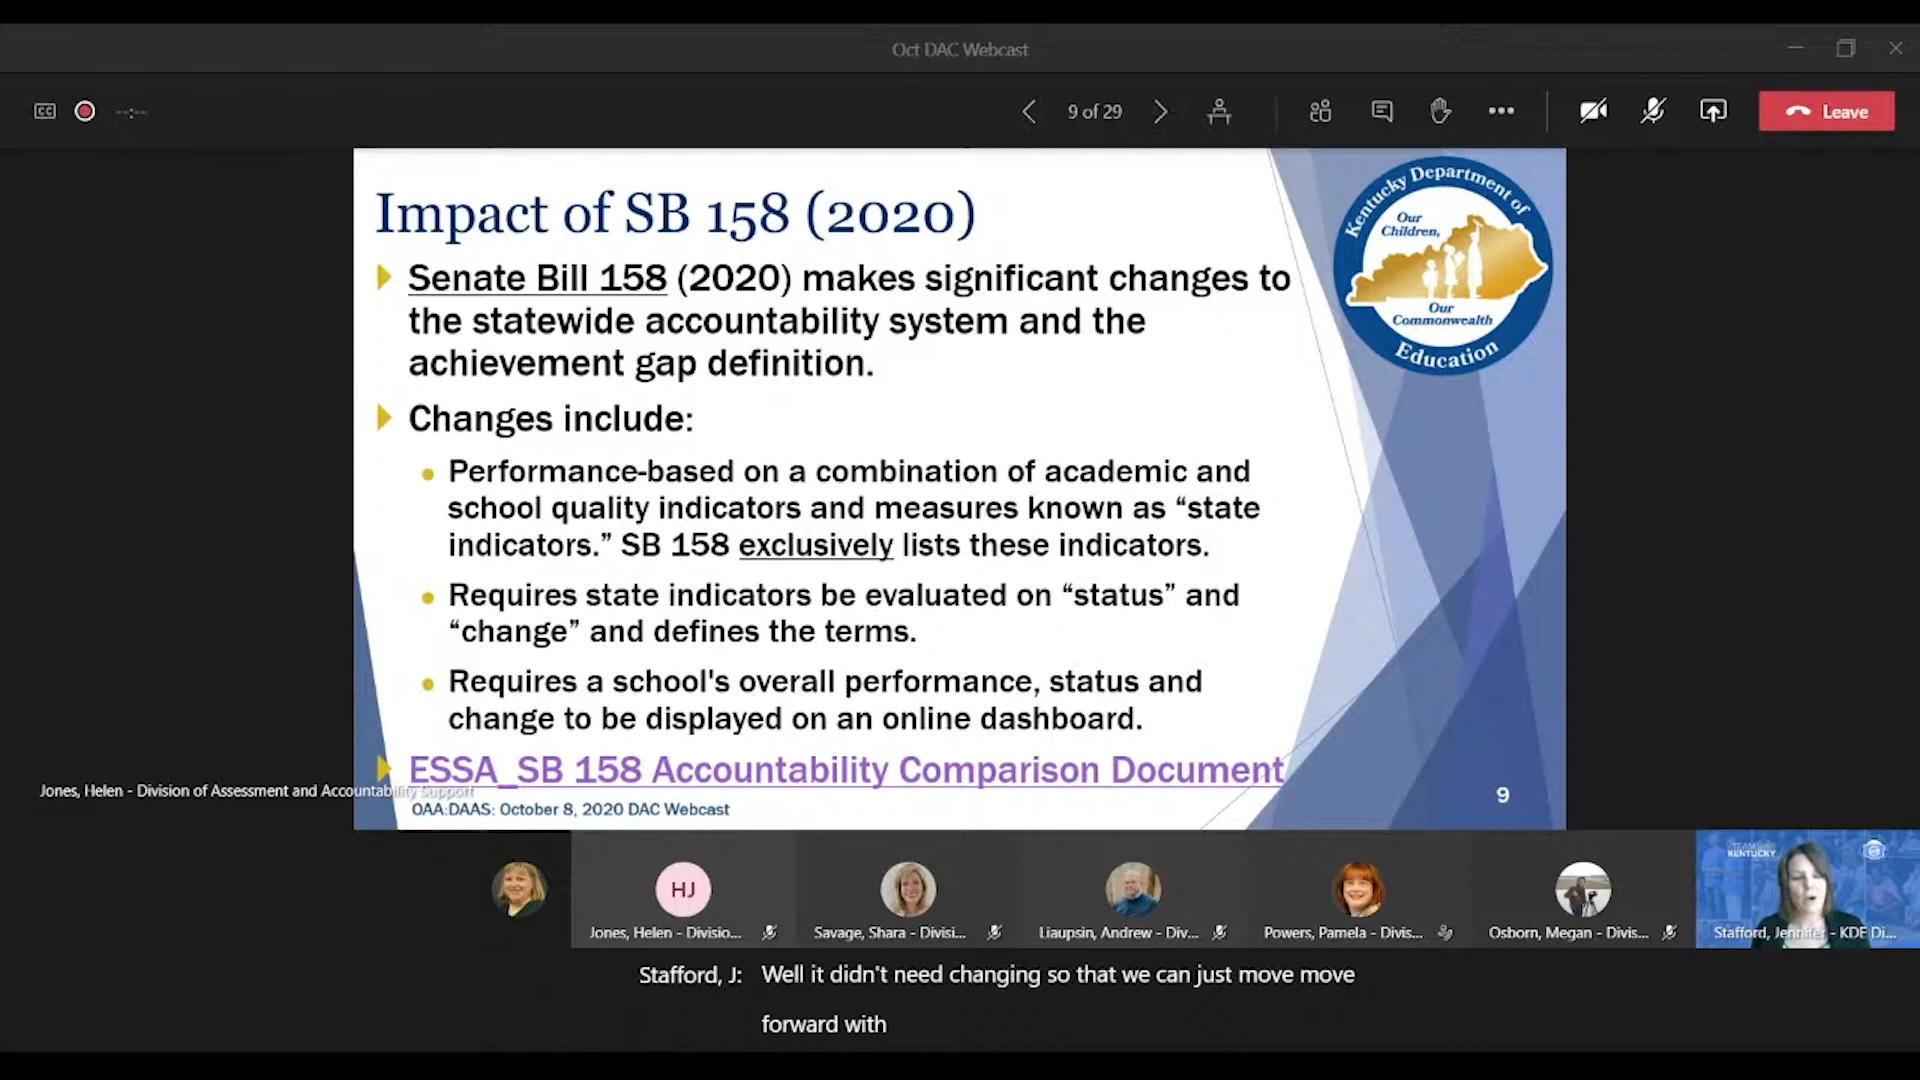 Oct DAC Webcast
CC
--:--
9 of 29
Leave
Impact of SB 158 (2020)
Senate Bill 158 (2020) makes significant changes to
the statewide accountability system and the
achievement gap definition.
Changes include:
Performance-based on a combination of academic and
school quality indicators and measures known as “state
indicators.” SB 158 exclusively lists these indicators.
Requires state indicators be evaluated on “status” and
“change” and defines the terms.
Requires a school's overall performance, status and
change to be displayed on an online dashboard.
ESSA_SB 158 Accountability Comparison Document
OAA:DAAS: October 8, 2020 DAC Webcast
9
Kentucky Department of
Our
Children,
Our
Commonwealth
Education
Jones, Helen - Division of Assessment and Accountability Support
HJ
TEAM
KENTUCKY
Jones, Helen - Divisio...
Savage, Shara - Divisi...
Liaupsin, Andrew - Div...
Powers, Pamela - Divis...
Osborn, Megan - Divis...
Stafford, Jennifer - KDE Di...
Stafford, J: Well it didn't need changing so that we can just move move
forward with